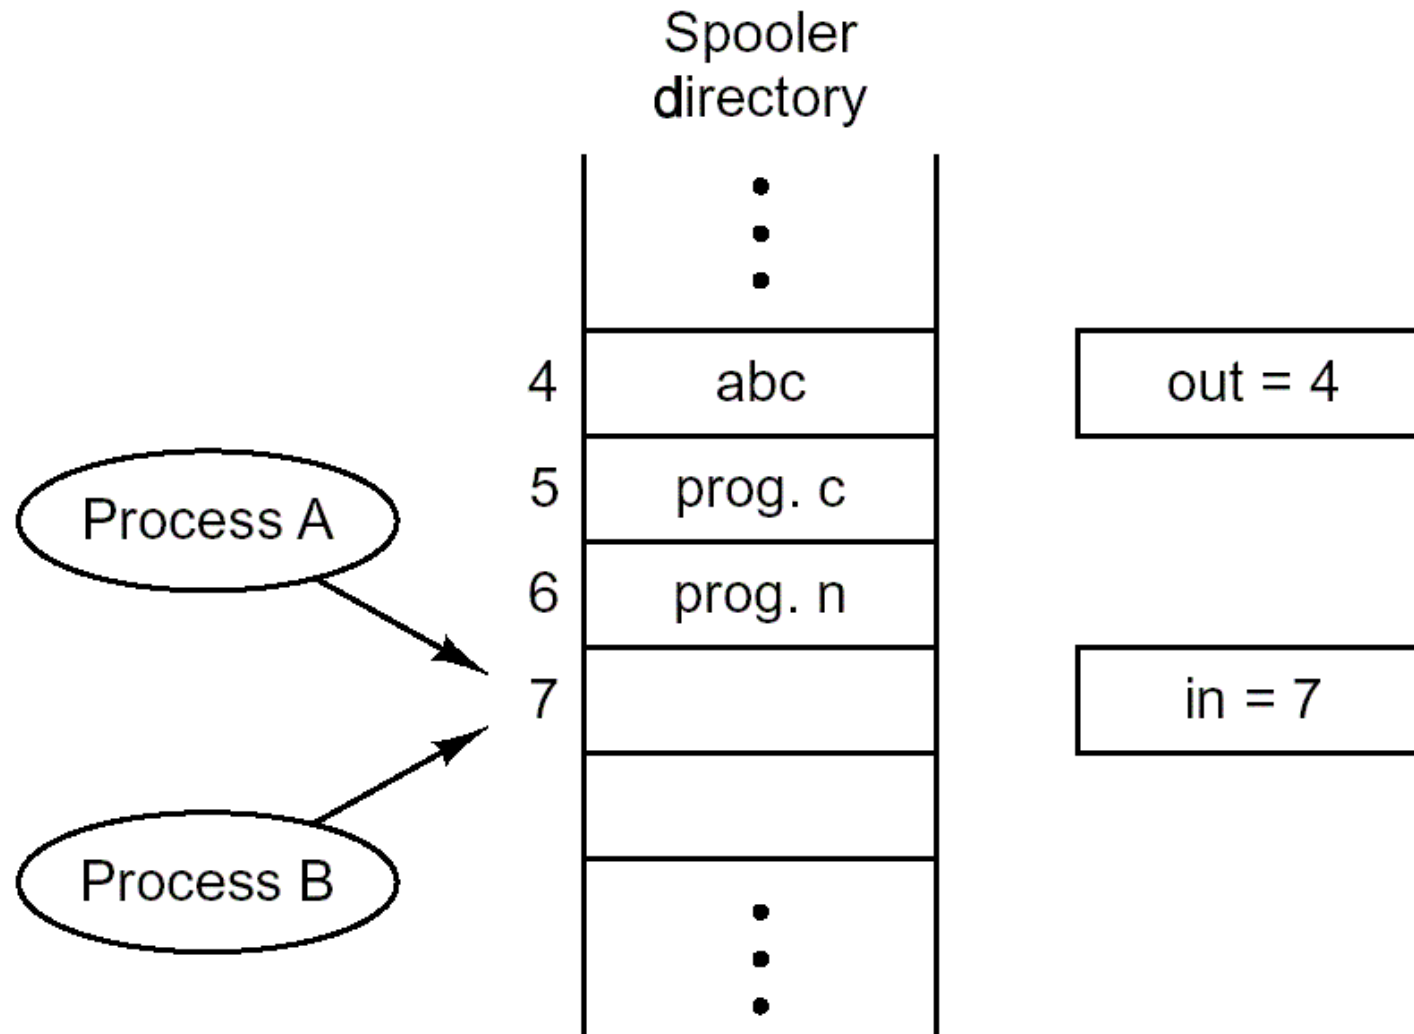 Spooler
directory
4 abc out = 4
5 prog. c
Process A
6 prog. n
7 in = 7
Process B